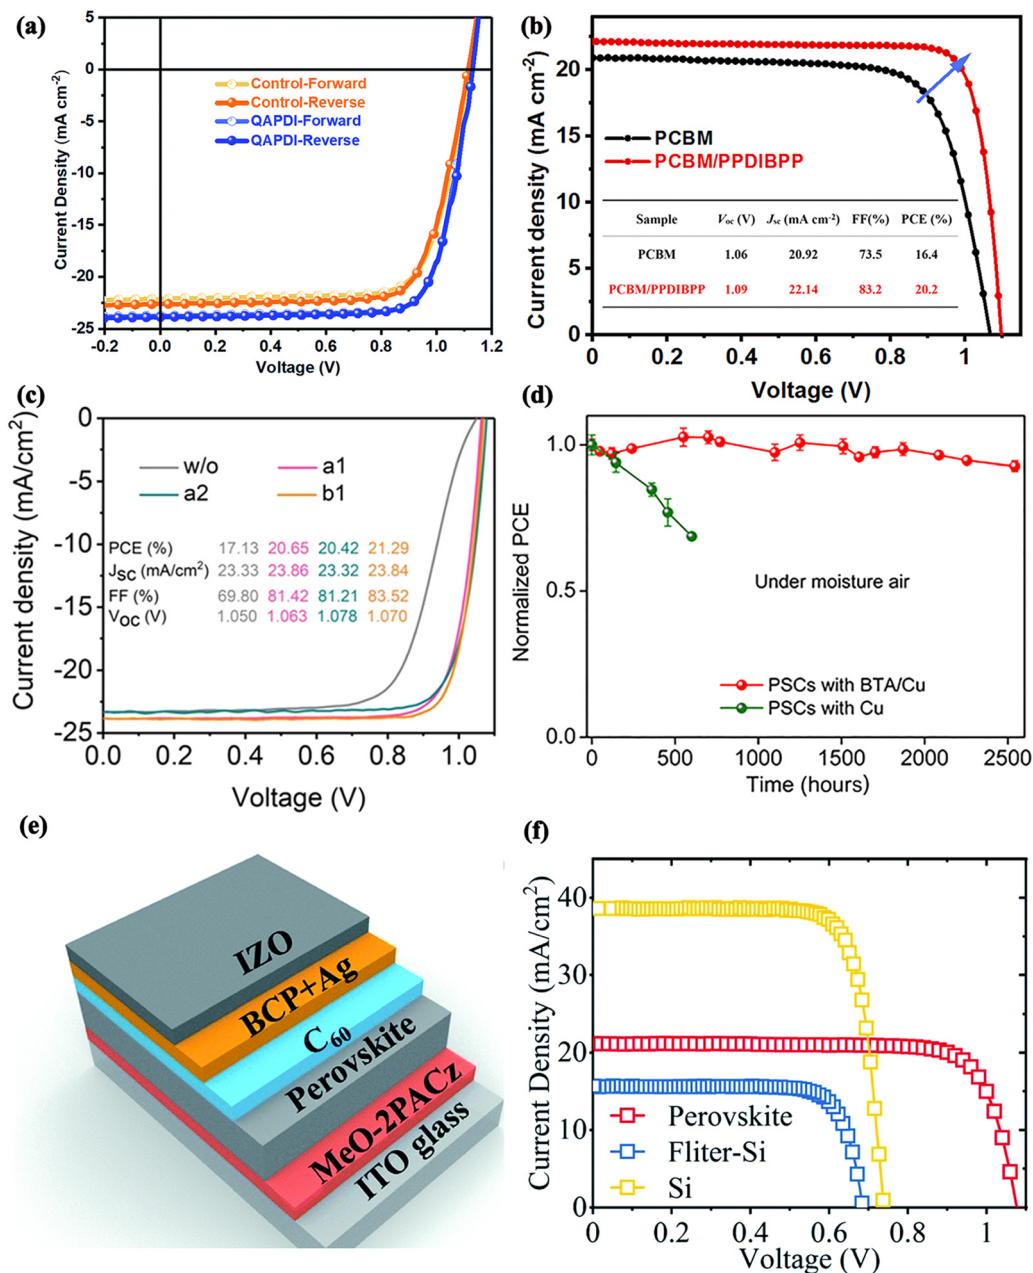 (a)
5
0
-5
-10
-15
-20
-25
Current Density (mA cm⁻²)
Control-Forward
Control-Reverse
QAPDI-Forward
QAPDI-Reverse
-0.2 0.0 0.2 0.4 0.6 0.8 1.0 1.2
Voltage (V)
(b)
20
15
10
5
0
Current density (mA cm⁻²)
PCBM
PCBM/PPDIBPP
Sample Voc (V) Jsc (mA cm⁻²) FF(%) PCE (%)
PCBM 1.06 20.92 73.5 16.4
PCBM/PPDIBPP 1.09 22.14 83.2 20.2
0 0.2 0.4 0.6 0.8 1
Voltage (V)
(c)
0
-5
-10
-15
-20
-25
Current density (mA/cm²)
w/o a1
a2 b1
PCE (%) 17.13 20.65 20.42 21.29
JSC (mA/cm²) 23.33 23.86 23.32 23.84
FF (%) 69.80 81.42 81.21 83.52
VOC (V) 1.050 1.063 1.078 1.070
0.0 0.2 0.4 0.6 0.8 1.0
Voltage (V)
(d)
1.0
0.5
0.0
Normalized PCE
Under moisture air
PSCs with BTA/Cu
PSCs with Cu
0 500 1000 1500 2000 2500
Time (hours)
(e)
IZO
BCP+Ag
C₆₀
Perovskite
MeO-2PACz
ITO glass
(f)
40
30
20
10
0
Current Density (mA/cm²)
Perovskite
Fliter-Si
Si
0 0.2 0.4 0.6 0.8 1
Voltage (V)